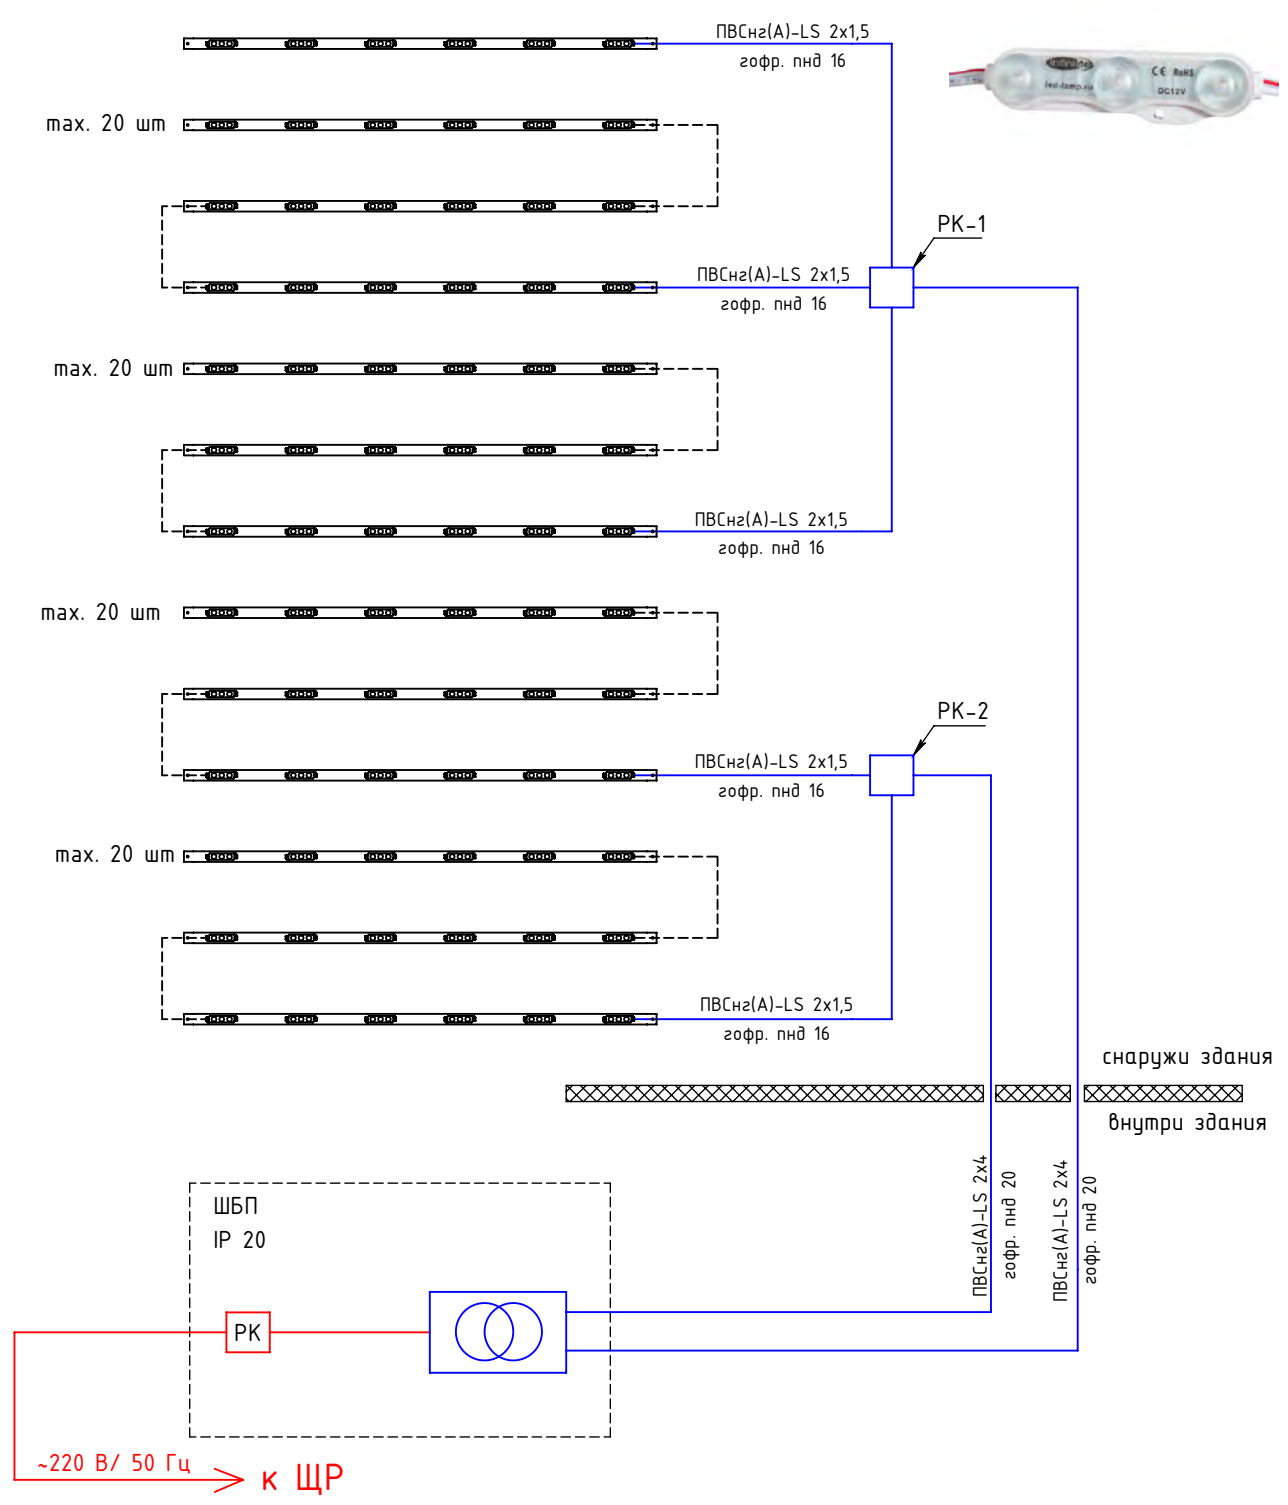 ПВСнг(А)-LS 2х1,5
гофр. пнд 16
infinilED
led-lamp.ru
CE RoHS
DC12V
max. 20 шт
РК-1
ПВСнг(А)-LS 2х1,5
гофр. пнд 16
max. 20 шт
ПВСнг(А)-LS 2х1,5
гофр. пнд 16
max. 20 шт
РК-2
ПВСнг(А)-LS 2х1,5
гофр. пнд 16
max. 20 шт
ПВСнг(А)-LS 2х1,5
гофр. пнд 16
снаружи здания
внутри здания
ПВСнг(А)-LS 2х4
гофр. пнд 20
ПВСнг(А)-LS 2х4
гофр. пнд 20
ШБП
IP 20
РК
~220 В/ 50 Гц
к ЩР